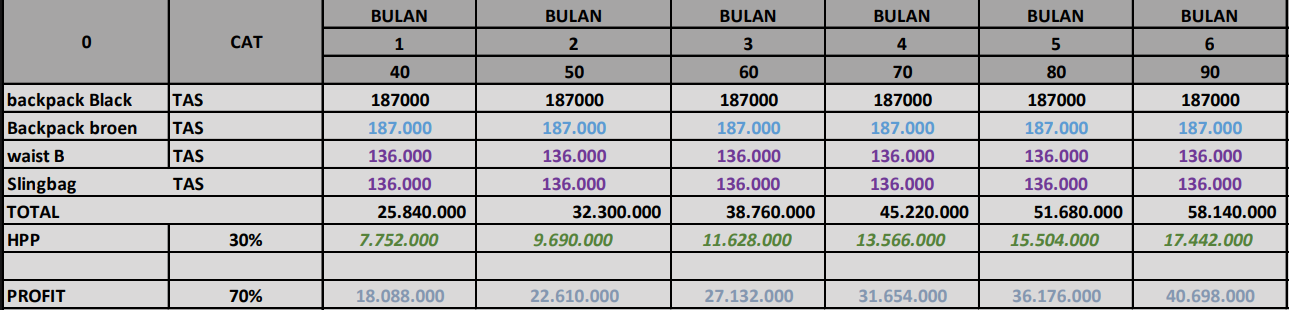 0 CAT BULAN BULAN BULAN BULAN BULAN BULAN
1 2 3 4 5 6
40 50 60 70 80 90
backpack Black TAS 187000 187000 187000 187000 187000 187000
Backpack broen TAS 187.000 187.000 187.000 187.000 187.000 187.000
waist B TAS 136.000 136.000 136.000 136.000 136.000 136.000
Slingbag TAS 136.000 136.000 136.000 136.000 136.000 136.000
TOTAL 25.840.000 32.300.000 38.760.000 45.220.000 51.680.000 58.140.000
HPP 30% 7.752.000 9.690.000 11.628.000 13.566.000 15.504.000 17.442.000
PROFIT 70% 18.088.000 22.610.000 27.132.000 31.654.000 36.176.000 40.698.000